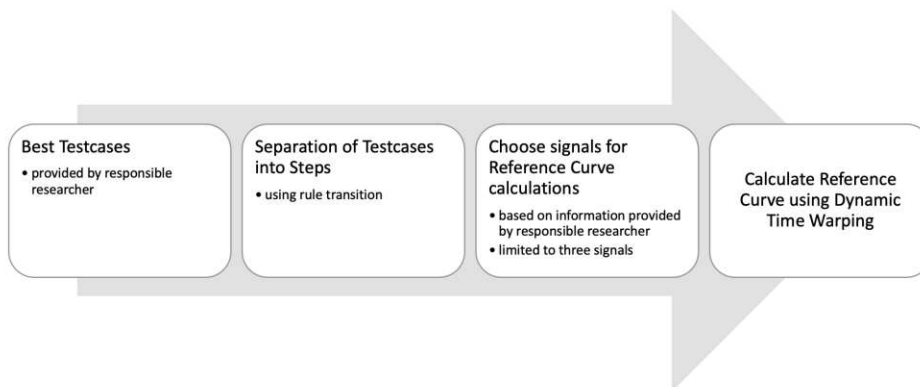 Best Testcases
• provided by responsible
researcher
Separation of Testcases
into Steps
• using rule transition
Choose signals for
Reference Curve
calculations
• based on information provided
by responsible researcher
• limited to three signals
Calculate Reference
Curve using Dynamic
Time Warping